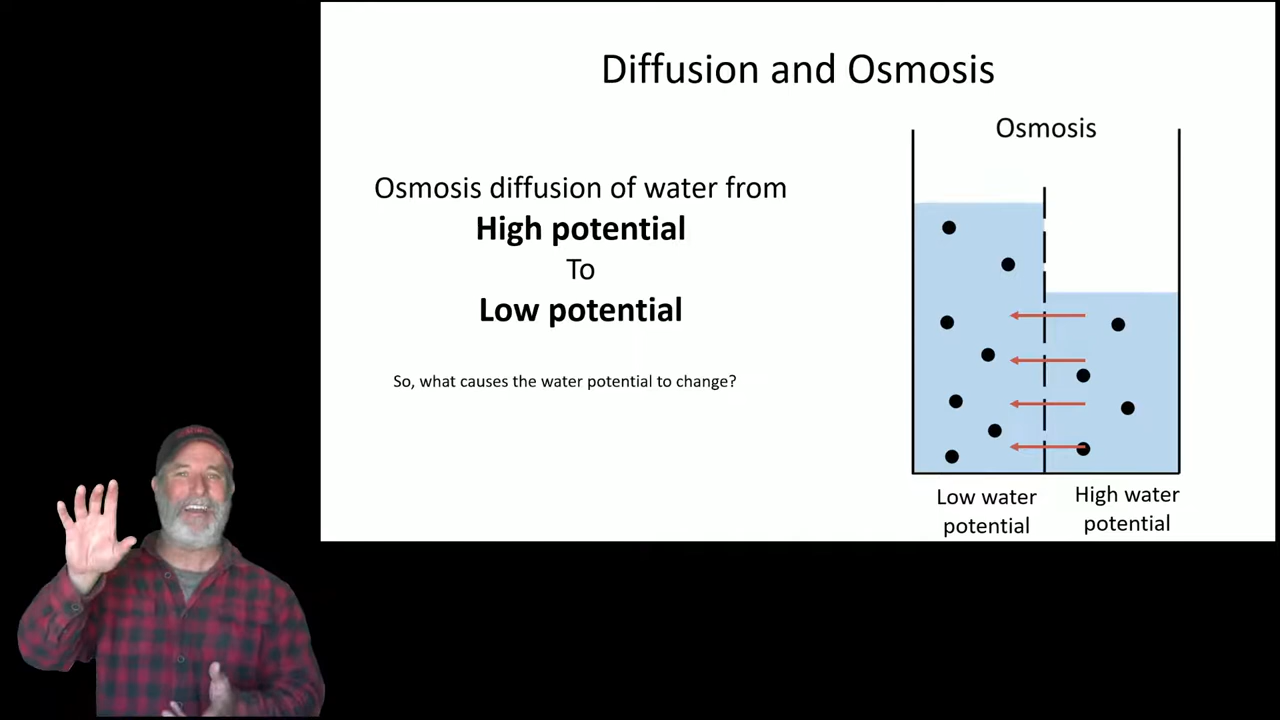 Diffusion and Osmosis
Osmosis diffusion of water from
High potential
To
Low potential
So, what causes the water potential to change?
Osmosis
Low water
potential
High water
potential